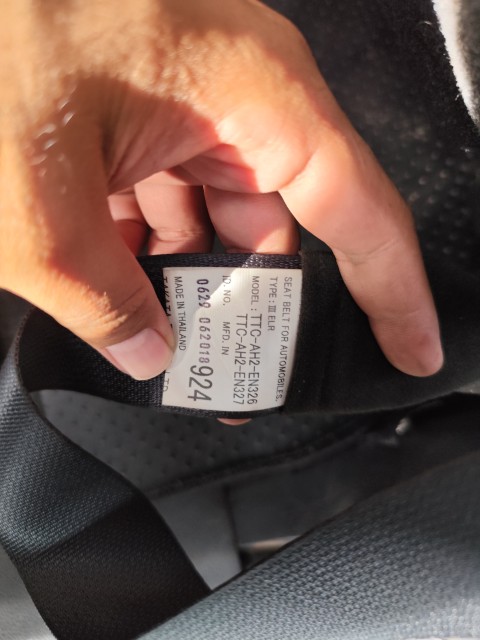 SEAT BELT FOR AUTOMOBILES.
TYPE : III ELR
MODEL : TTC-AH2-EN326
TTC-AH2-EN327
ID. NO. MFD. IN
0629 062018924
MADE IN THAILAND